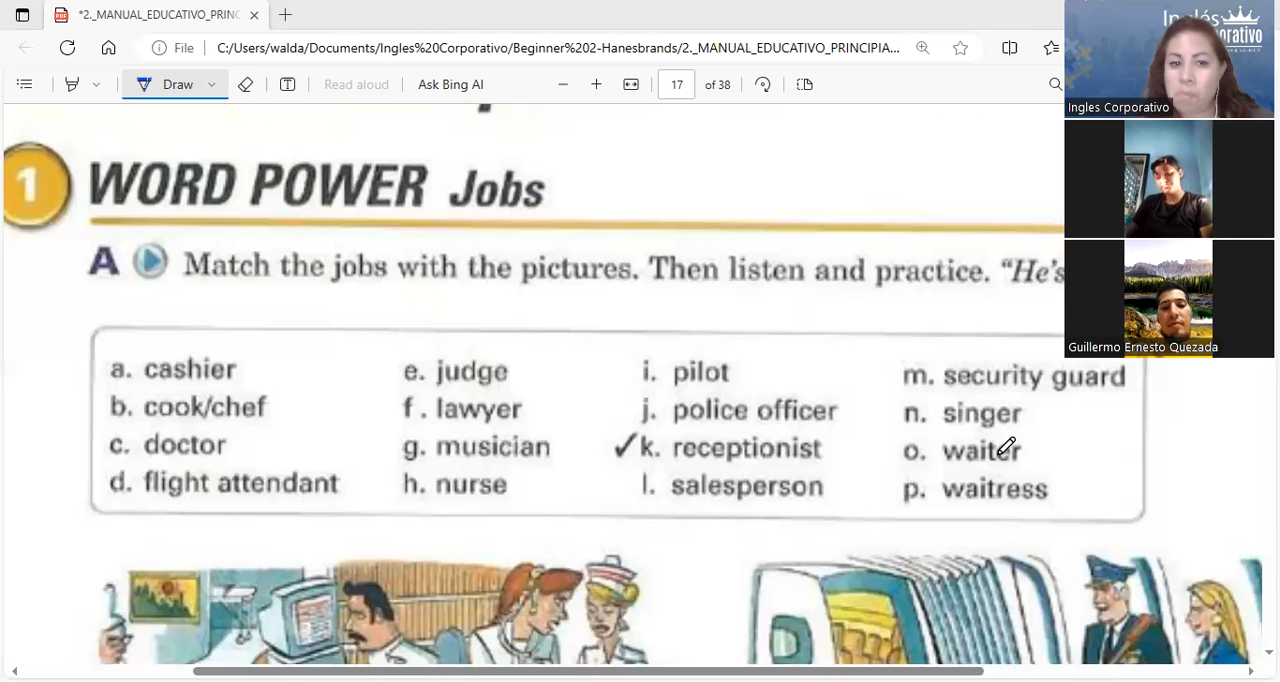 *2._MANUAL_EDUCATIVO_PRINC
File C:/Users/walda/Documents/Ingles%20Corporativo/Beginner%202-Hanesbrands/2._MANUAL_EDUCATIVO_PRINCIPIA...
Draw Read aloud Ask Bing AI 17 of 38
Inglés
orporativo
Ingles Corporativo
Guillermo Ernesto Quezada
1 WORD POWER Jobs
A Match the jobs with the pictures. Then listen and practice. "He's
a. cashier e. judge i. pilot m. security guard
b. cook/chef f. lawyer j. police officer n. singer
c. doctor g. musician ✓k. receptionist o. waiter
d. flight attendant h. nurse l. salesperson p. waitress